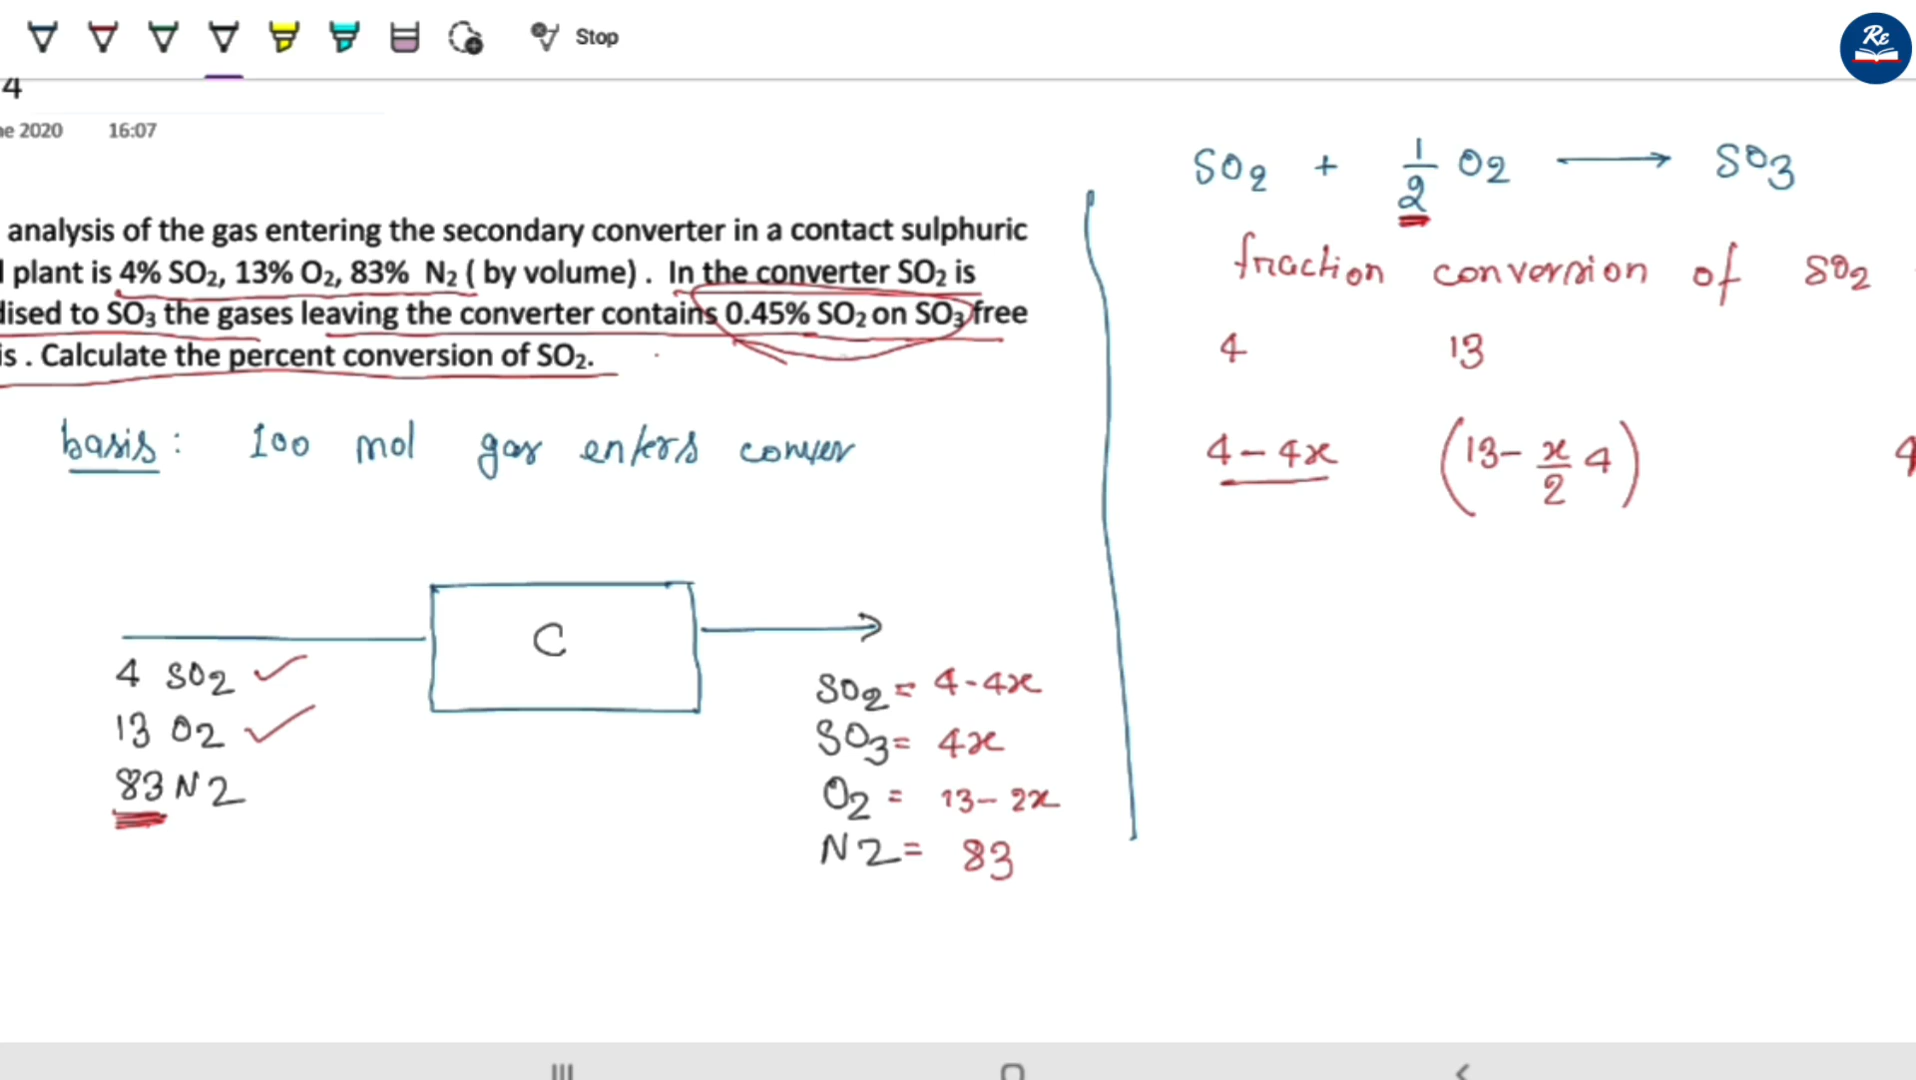 Stop
Re
4
ne 2020 16:07
analysis of the gas entering the secondary converter in a contact sulphuric
plant is 4% SO₂, 13% O₂, 83% N₂ ( by volume) . In the converter SO₂ is
dised to SO₃ the gases leaving the converter contains 0.45% SO₂ on SO₃ free
is . Calculate the percent conversion of SO₂.
basis: 100 mol gas enters conver
C
4 SO2 ✓
13 O2 ✓
83 N2
SO2 = 4-4x
SO3 = 4x
O2 = 13-2x
N2 = 83
SO2 + 1/2 O2 ⟶ SO3
fraction conversion of SO2
4 13
4-4x (13- x/2 4) 4